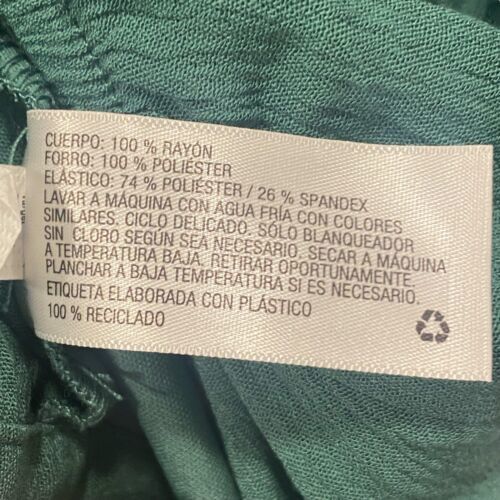 CUERPO: 100 % RAYÓN
FORRO: 100 % POLIÉSTER
ELÁSTICO: 74 % POLIÉSTER / 26 % SPANDEX
LAVAR A MÁQUINA CON AGUA FRÍA CON COLORES
SIMILARES. CICLO DELICADO. SÓLO BLANQUEADOR
SIN CLORO SEGÚN SEA NECESARIO. SECAR A MÁQUINA
A TEMPERATURA BAJA. RETIRAR OPORTUNAMENTE.
PLANCHAR A BAJA TEMPERATURA SI ES NECESARIO.
ETIQUETA ELABORADA CON PLÁSTICO
100 % RECICLADO